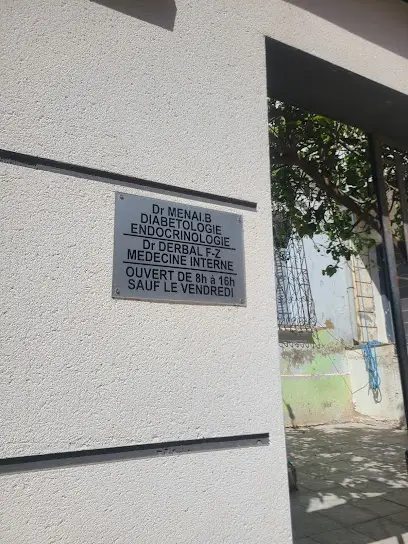 Dr MENAI.B
DIABETOLOGIE
ENDOCRINOLOGIE
Dr DERBAL F-Z
MEDECINE INTERNE
OUVERT DE 8h à 16h
SAUF LE VENDREDI